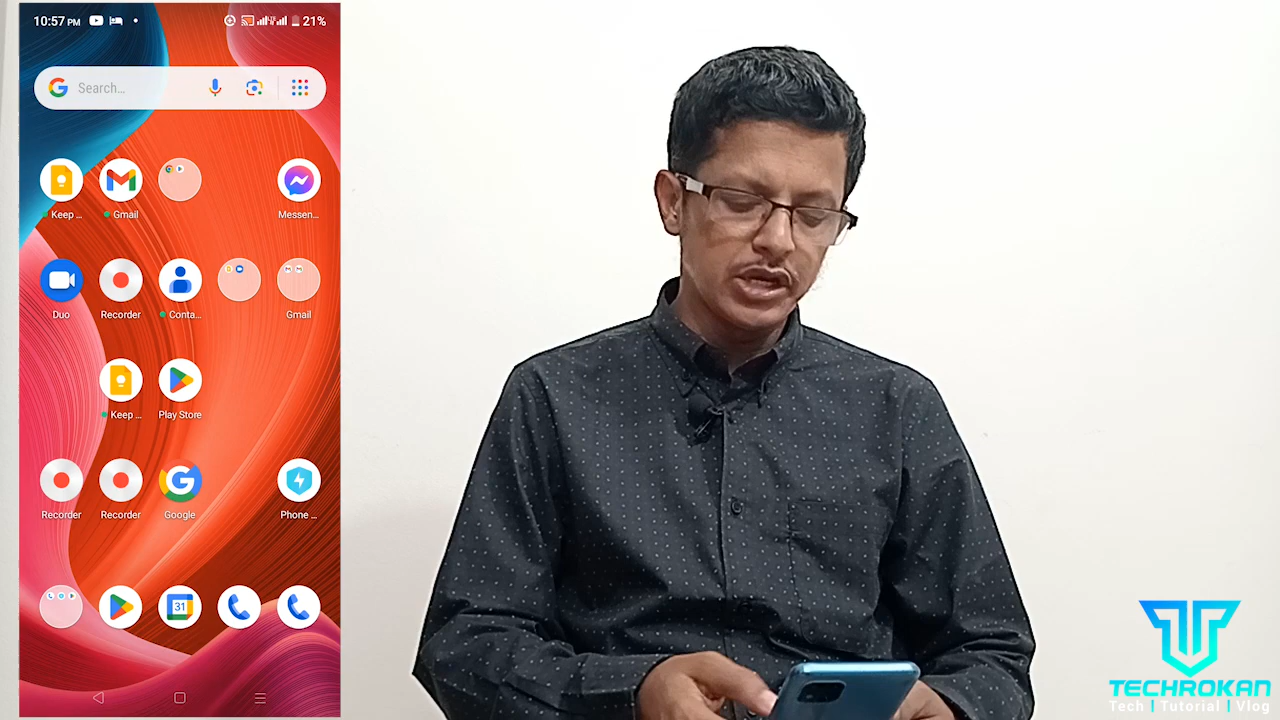 10:57 PM
21%
Search...
Keep ...
Gmail
Messen...
Duo
Recorder
Conta...
Gmail
Keep ...
Play Store
Recorder
Recorder
Google
Phone ...
31
TECHROKAN
Tech | Tutorial | Vlog